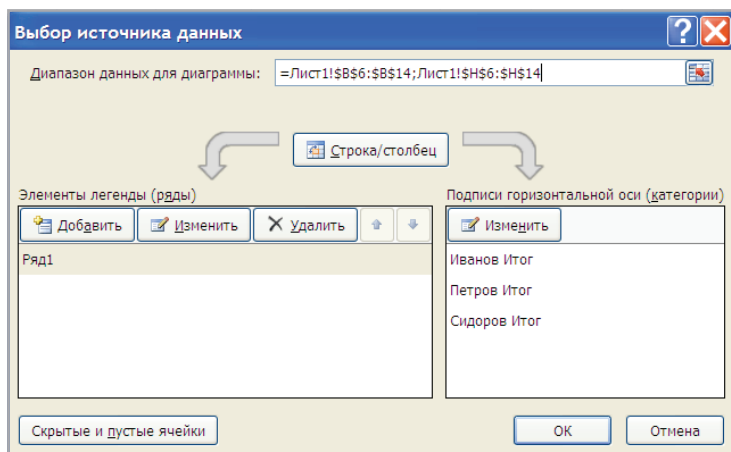 Выбор источника данных
Диапазон данных для диаграммы: =Лист1!$B$6:$B$14;Лист1!$H$6:$H$14
Строка/столбец
Элементы легенды (ряды)
Добавить Изменить Удалить
Ряд1
Подписи горизонтальной оси (категории)
Изменить
Иванов Итог
Петров Итог
Сидоров Итог
Скрытые и пустые ячейки
ОК Отмена